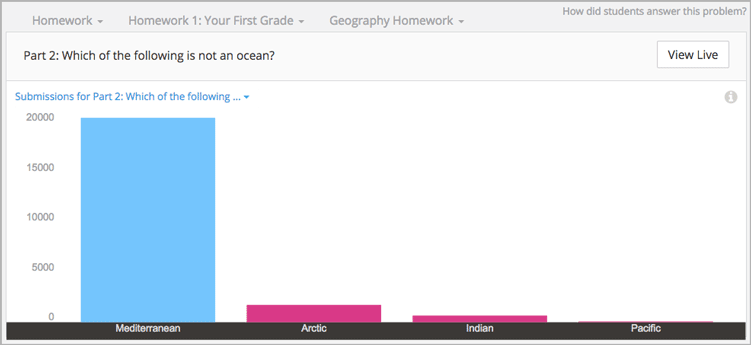 How did students answer this problem?
Homework Homework 1: Your First Grade Geography Homework
Part 2: Which of the following is not an ocean? View Live
Submissions for Part 2: Which of the following ...
20000
15000
10000
5000
0
Mediterranean Arctic Indian Pacific